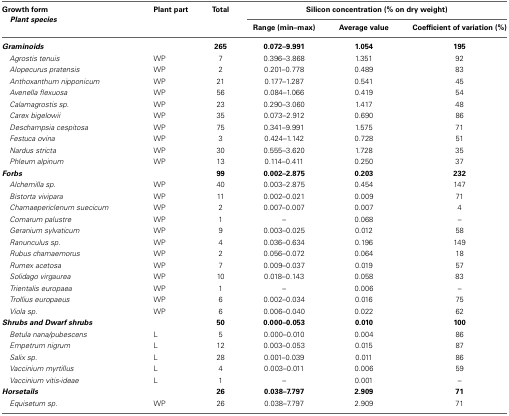 Growth form Plant part Total Silicon concentration (% on dry weight)
Plant species
Range (min–max) Average value Coefficient of variation (%)
Graminoids 265 0.072–9.991 1.054 195
Agrostis tenuis WP 7 0.396–3.868 1.351 92
Alopecurus pratensis WP 2 0.201–0.778 0.489 83
Anthoxanthum nipponicum WP 21 0.177–1.287 0.541 45
Avenella flexuosa WP 56 0.084–1.066 0.419 54
Calamagrostis sp. WP 23 0.290–3.060 1.417 48
Carex bigelowii WP 35 0.073–2.912 0.690 86
Deschampsia cespitosa WP 75 0.341–9.991 1.575 71
Festuca ovina WP 3 0.424–1.142 0.728 51
Nardus stricta WP 30 0.555–3.620 1.728 35
Phleum alpinum WP 13 0.114–0.411 0.250 37
Forbs 99 0.002–2.875 0.203 232
Alchemilla sp. WP 40 0.003–2.875 0.454 147
Bistorta vivipara WP 11 0.002–0.021 0.009 71
Chamaepericlenum suecicum WP 2 0.007–0.007 0.007 4
Comarum palustre WP 1 – 0.068 –
Geranium sylvaticum WP 9 0.003–0.025 0.012 58
Ranunculus sp. WP 4 0.036–0.634 0.196 149
Rubus chamaemorus WP 2 0.056–0.072 0.064 18
Rumex acetosa WP 7 0.009–0.037 0.019 57
Solidago virgaurea WP 10 0.018–0.143 0.058 83
Trientalis europaea WP 1 – 0.006 –
Trollius europaeus WP 6 0.002–0.034 0.016 75
Viola sp. WP 6 0.006–0.040 0.022 62
Shrubs and Dwarf shrubs 50 0.000–0.053 0.010 100
Betula nana/pubescens L 5 0.000–0.010 0.004 86
Empetrum nigrum L 12 0.003–0.053 0.015 87
Salix sp. L 28 0.001–0.039 0.011 86
Vaccinium myrtillus L 4 0.003–0.011 0.006 59
Vaccinium vitis-ideae L 1 – 0.001 –
Horsetails 26 0.038–7.797 2.909 71
Equisetum sp. WP 26 0.038–7.797 2.909 71